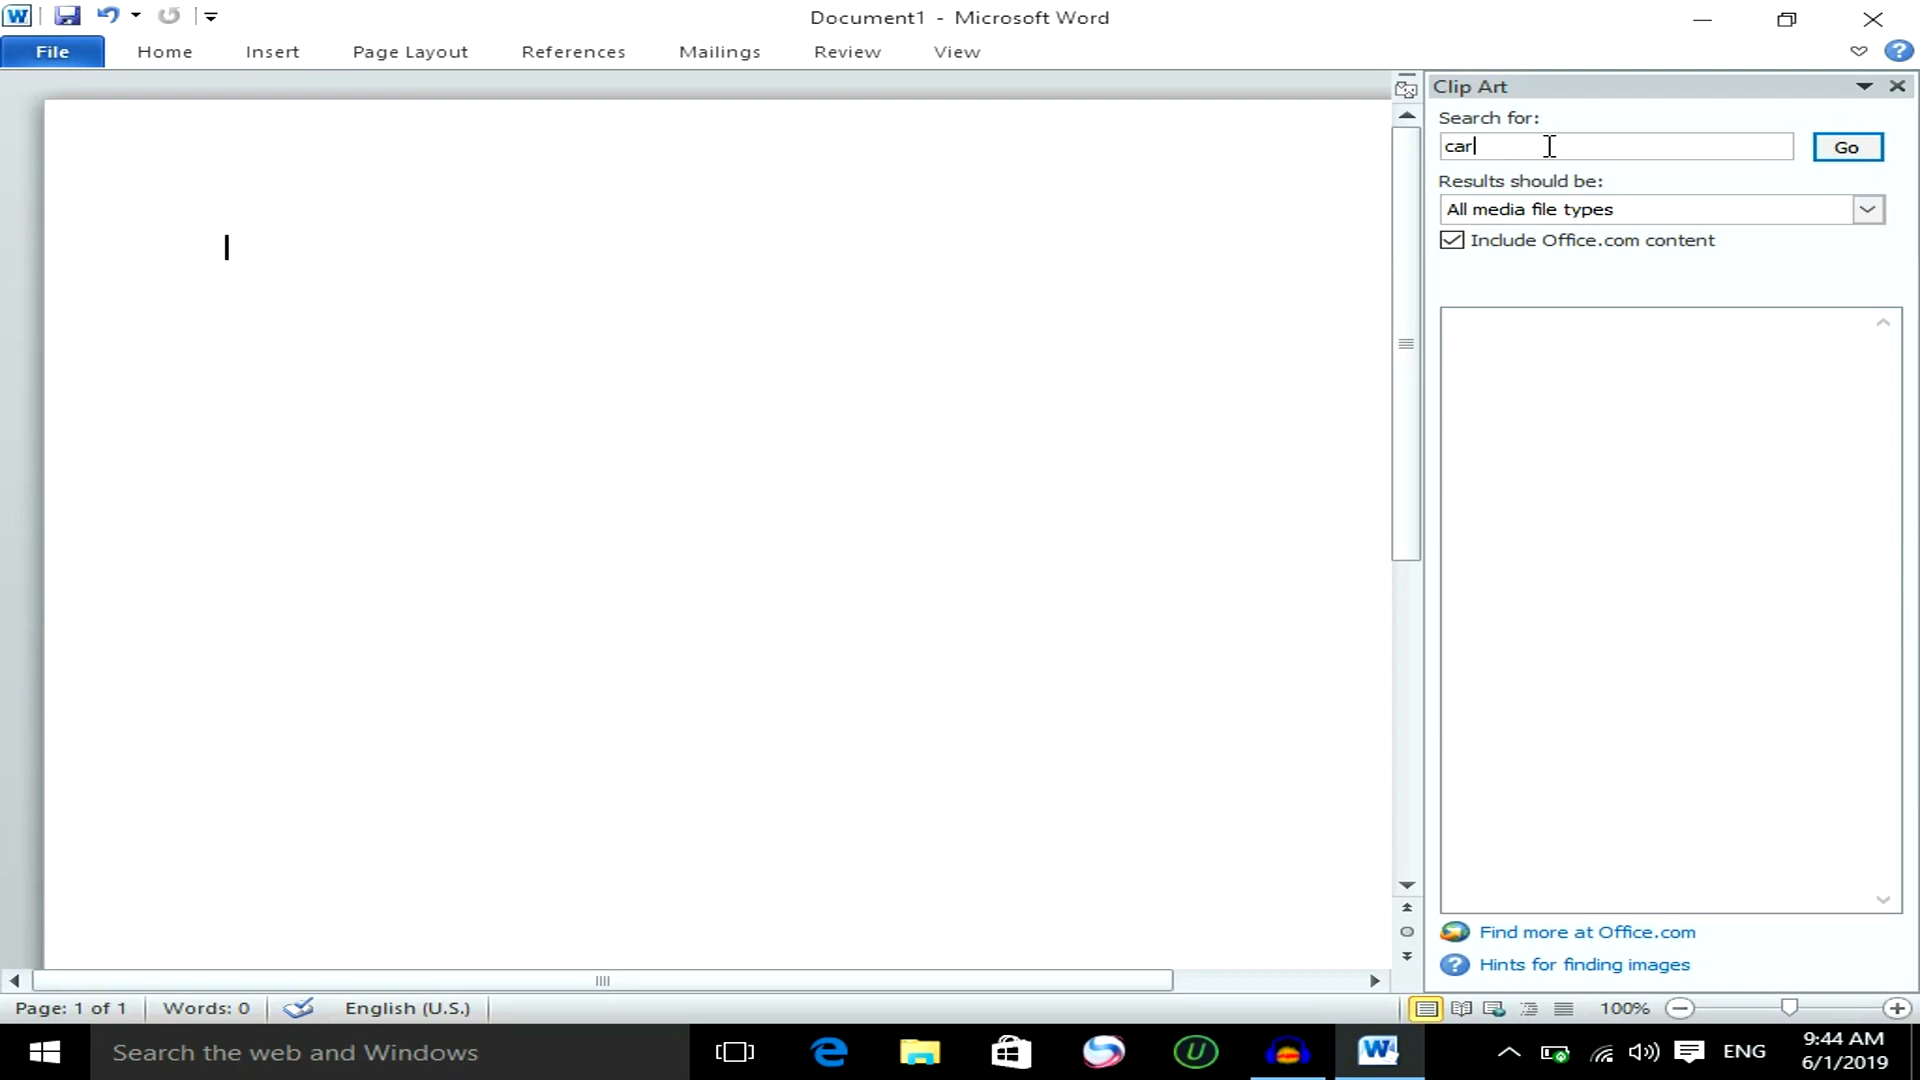 Document1 - Microsoft Word
File Home Insert Page Layout References Mailings Review View
Clip Art
Search for:
car
Go
Results should be:
All media file types
Include Office.com content
Find more at Office.com
Hints for finding images
Page: 1 of 1 Words: 0 English (U.S.) 100%
Search the web and Windows
ENG
9:44 AM
6/1/2019